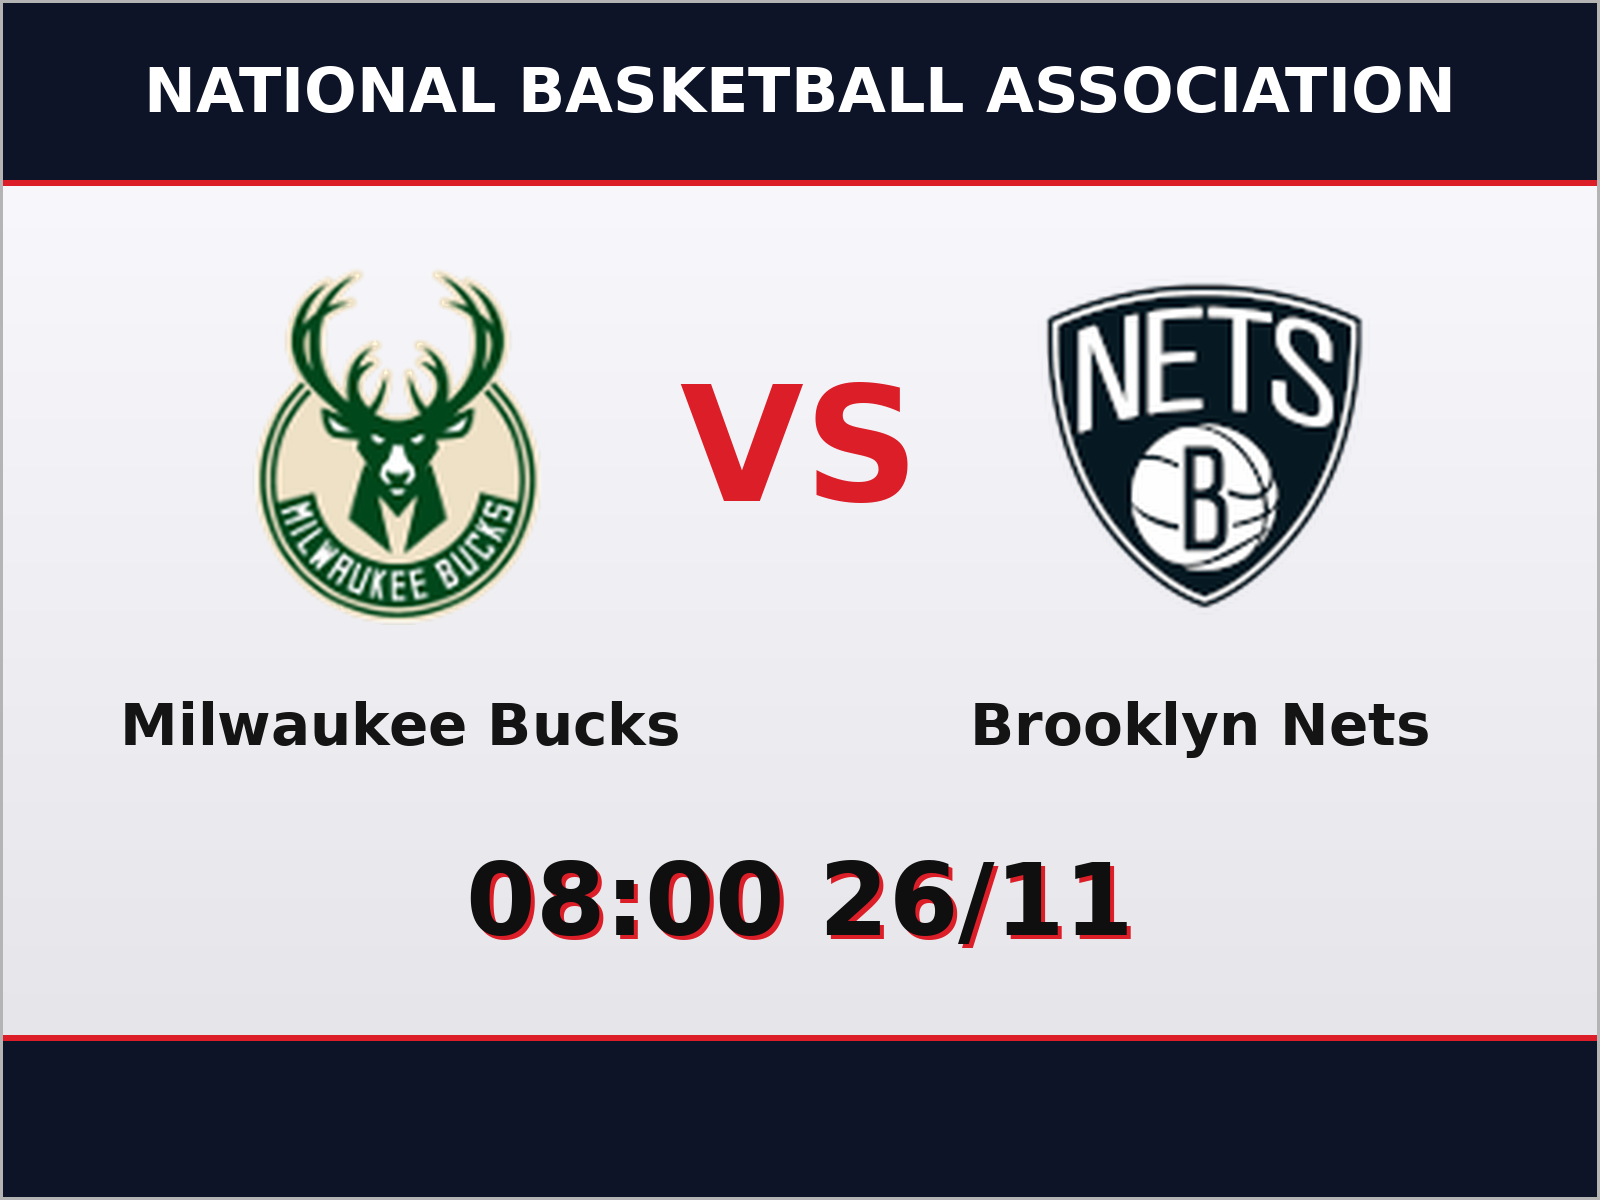 NATIONAL BASKETBALL ASSOCIATION
MILWAUKEE BUCKS
VS
NETS
B
Milwaukee Bucks
Brooklyn Nets
08:00 26/11